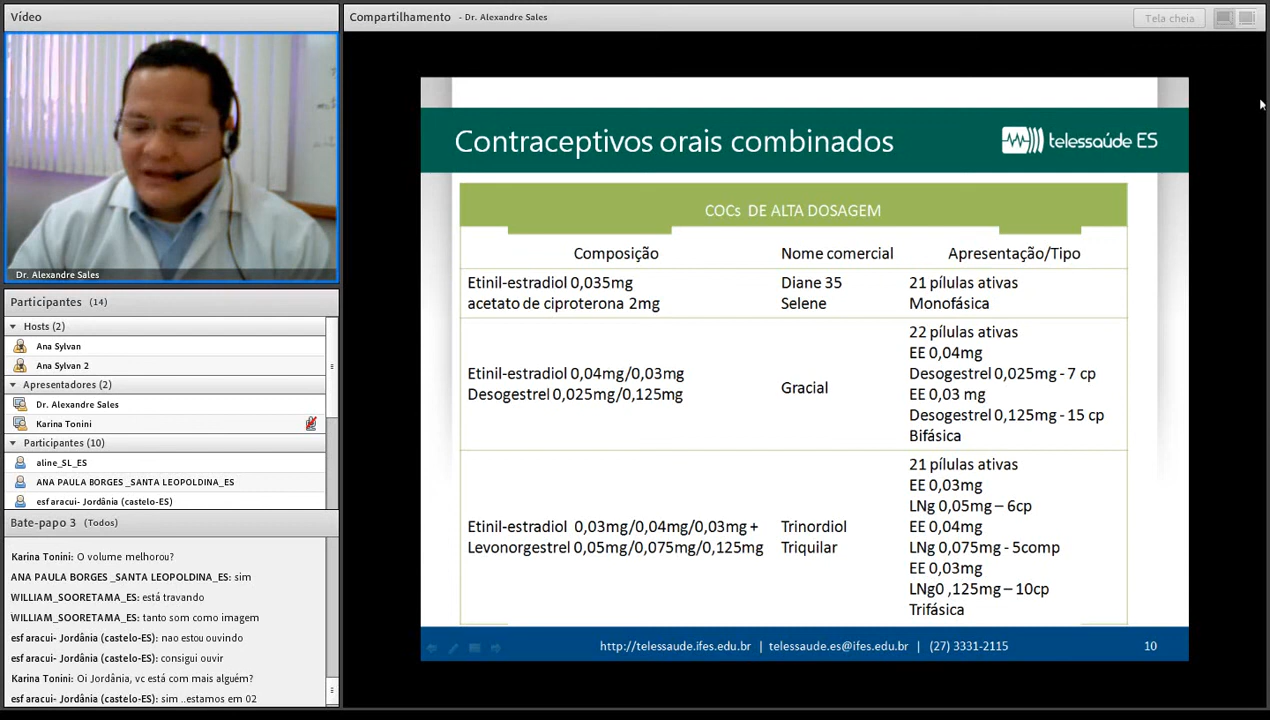 Vídeo
Dr. Alexandre Sales
Participantes (14)
Hosts (2)
Ana Sylvan
Ana Sylvan 2
Apresentadores (2)
Dr. Alexandre Sales
Karina Tonini
Participantes (10)
aline_SL_ES
ANA PAULA BORGES _SANTA LEOPOLDINA_ES
esf aracui- Jordânia (castelo-ES)
Bate-papo 3 (Todos)
Karina Tonini: O volume melhorou?
ANA PAULA BORGES _SANTA LEOPOLDINA_ES: sim
WILLIAM_SOORETAMA_ES: está travando
WILLIAM_SOORETAMA_ES: tanto som como imagem
esf aracui- Jordânia (castelo-ES): nao estou ouvindo
esf aracui- Jordânia (castelo-ES): consigui ouvir
Karina Tonini: Oi Jordânia, vc está com mais alguém?
esf aracui- Jordânia (castelo-ES): sim ..estamos em 02
Compartilhamento - Dr. Alexandre Sales
Tela cheia
Contraceptivos orais combinados
telessaúde ES
COCs DE ALTA DOSAGEM
Composição Nome comercial Apresentação/Tipo
Etinil-estradiol 0,035mg
acetato de ciproterona 2mg
Diane 35
Selene
21 pílulas ativas
Monofásica
Etinil-estradiol 0,04mg/0,03mg
Desogestrel 0,025mg/0,125mg
Gracial
22 pílulas ativas
EE 0,04mg
Desogestrel 0,025mg - 7 cp
EE 0,03 mg
Desogestrel 0,125mg - 15 cp
Bifásica
Etinil-estradiol 0,03mg/0,04mg/0,03mg +
Levonorgestrel 0,05mg/0,075mg/0,125mg
Trinordiol
Triquilar
21 pílulas ativas
EE 0,03mg
LNg 0,05mg – 6cp
EE 0,04mg
LNg 0,075mg - 5comp
EE 0,03mg
LNg0 ,125mg – 10cp
Trifásica
http://telessaude.ifes.edu.br | telessaude.es@ifes.edu.br | (27) 3331-2115
10